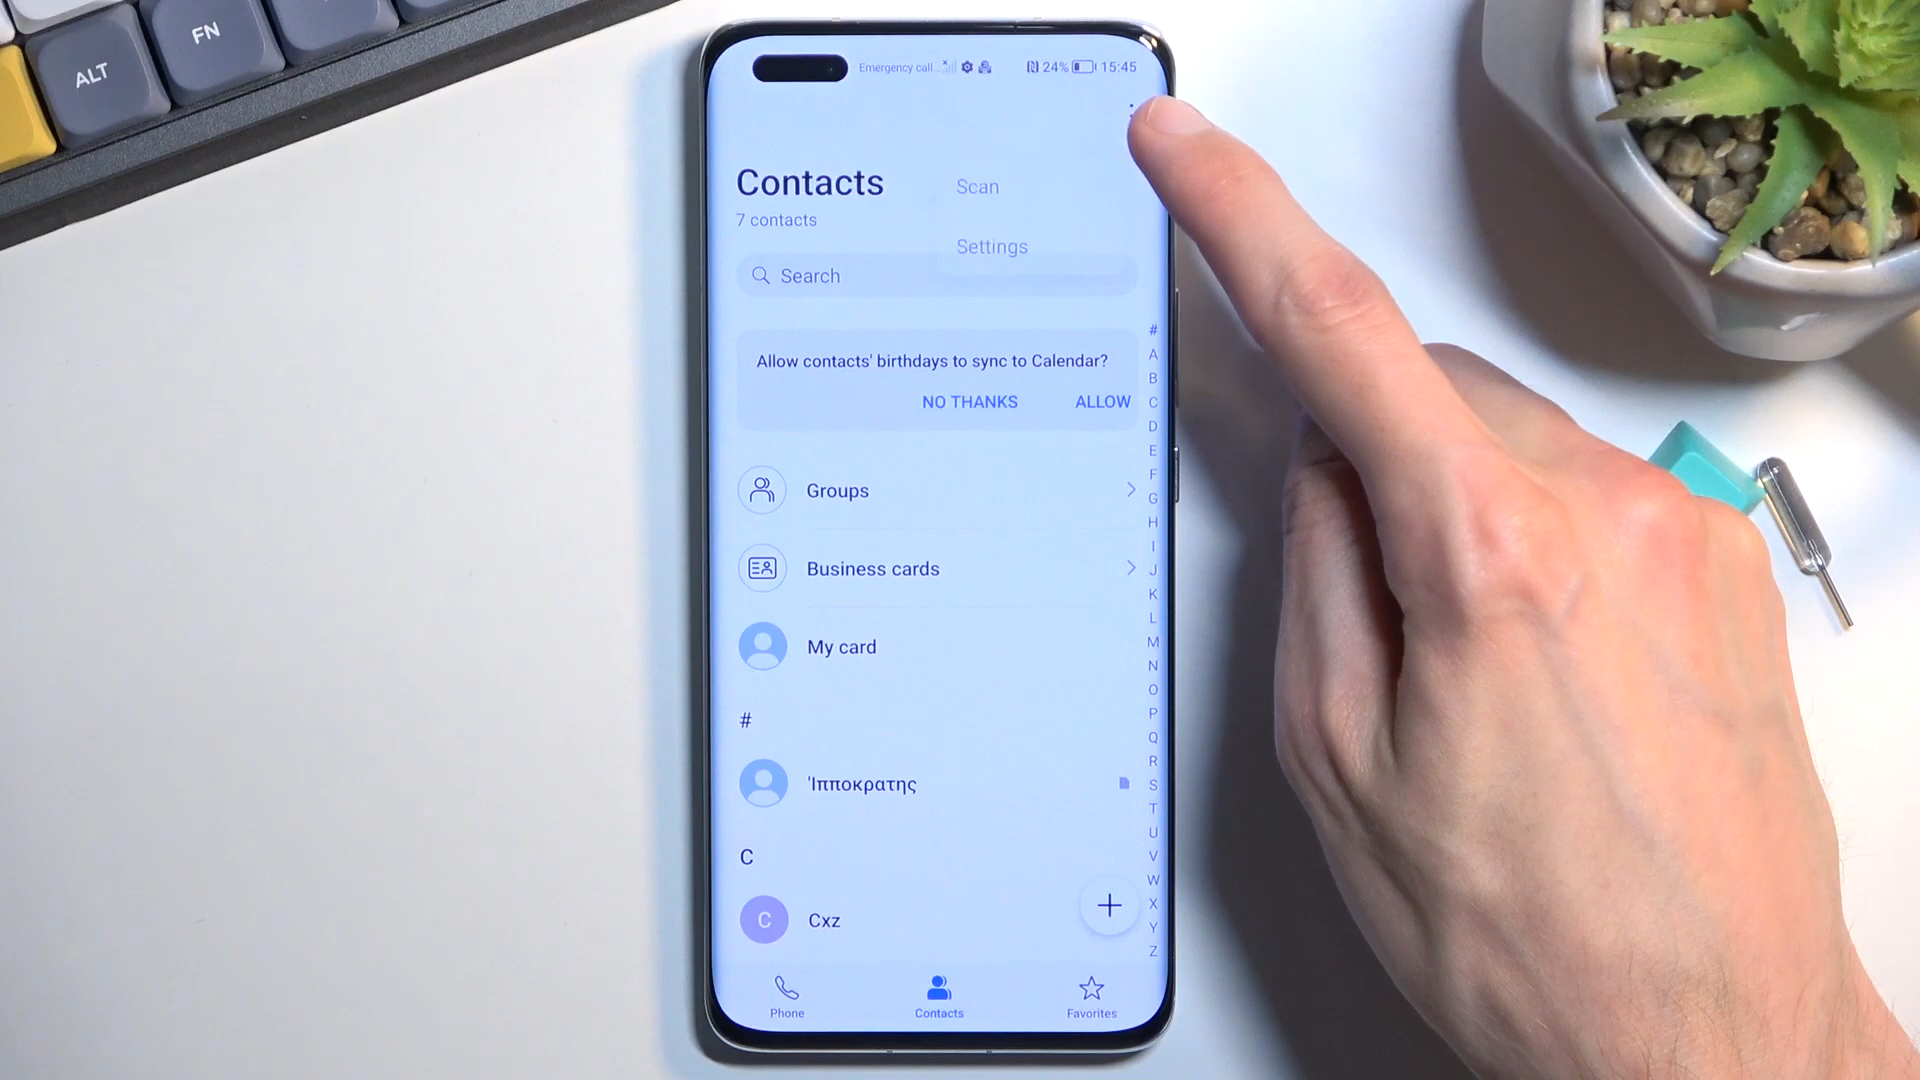 ALT
FN
Emergency call... 24% 15:45
Contacts
7 contacts
Scan
Settings
Search
Allow contacts' birthdays to sync to Calendar?
NO THANKS ALLOW
Groups
Business cards
My card
#
'Ιπποκρατης
C
C Cxz
#
A
B
C
D
E
F
G
H
I
J
K
L
M
N
O
P
Q
R
S
T
U
V
W
X
Y
Z
Phone Contacts Favorites